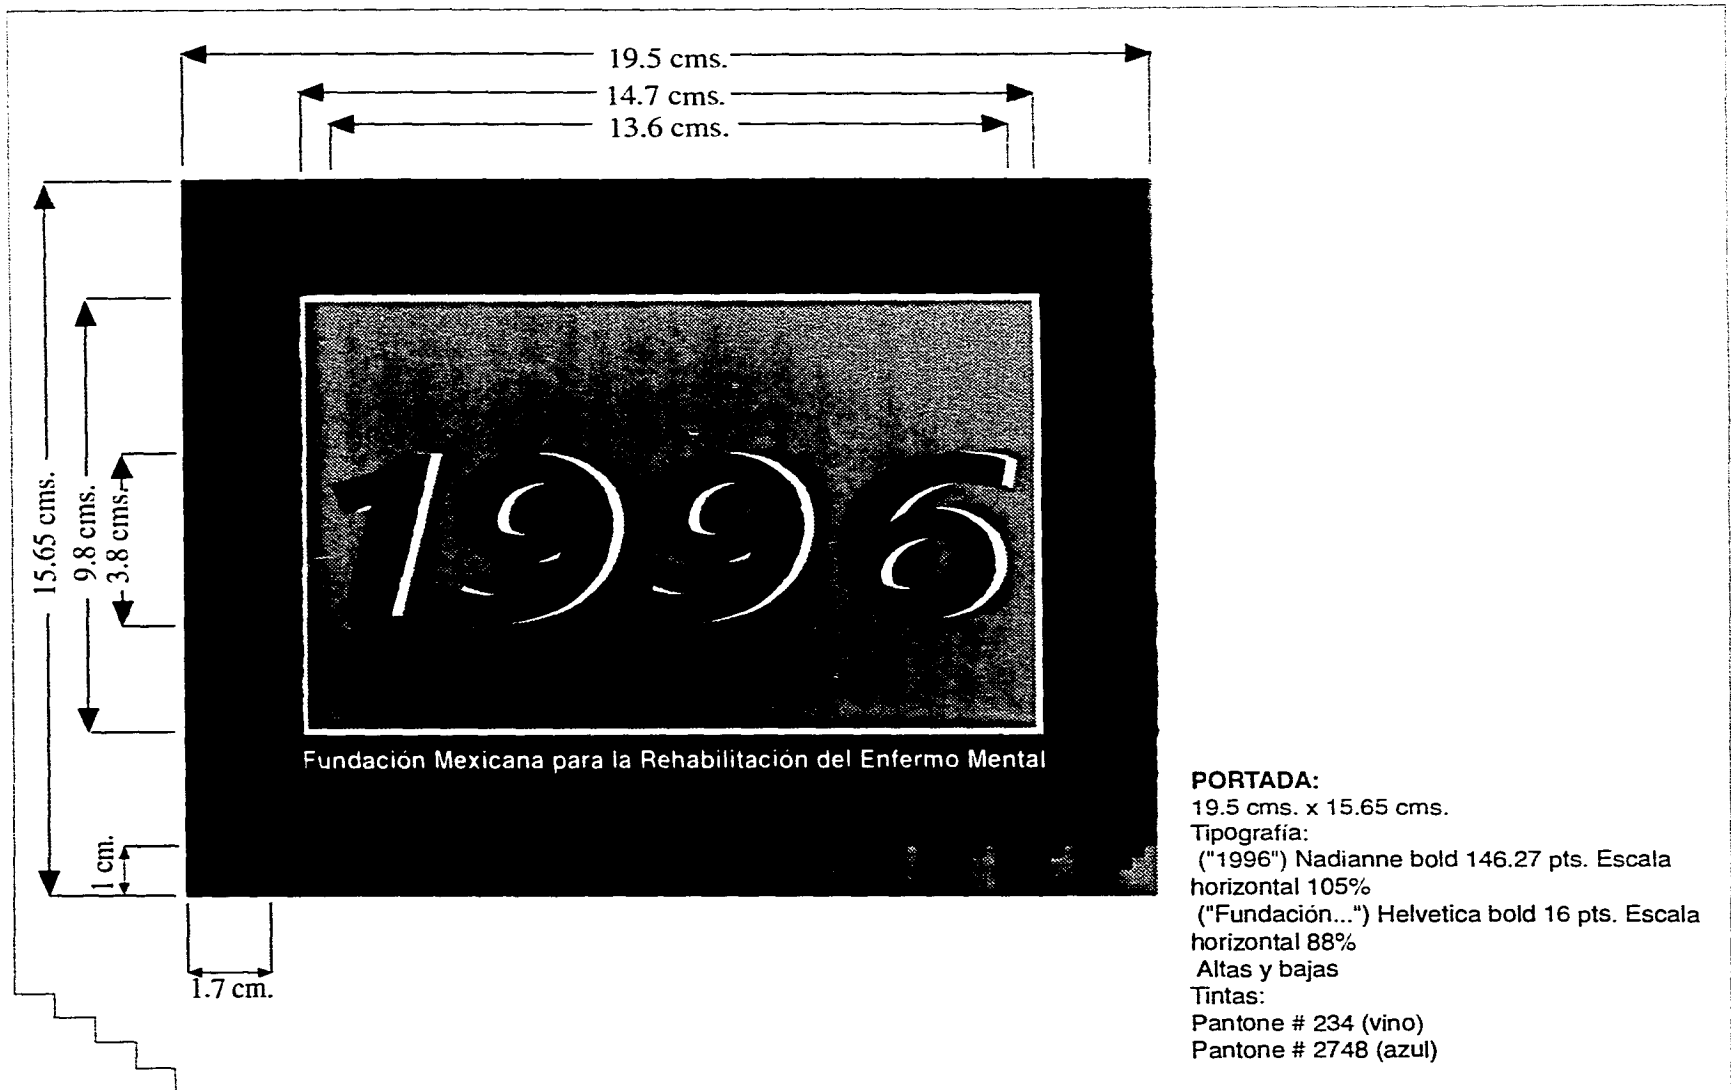 19.5 cms.
14.7 cms.
13.6 cms.
15.65 cms.
9.8 cms.
3.8 cms.
1996
Fundación Mexicana para la Rehabilitación del Enfermo Mental
1 cm.
1.7 cm.
PORTADA:
19.5 cms. x 15.65 cms.
Tipografía:
("1996") Nadianne bold 146.27 pts. Escala
horizontal 105%
("Fundación...") Helvetica bold 16 pts. Escala
horizontal 88%
Altas y bajas
Tintas:
Pantone # 234 (vino)
Pantone # 2748 (azul)